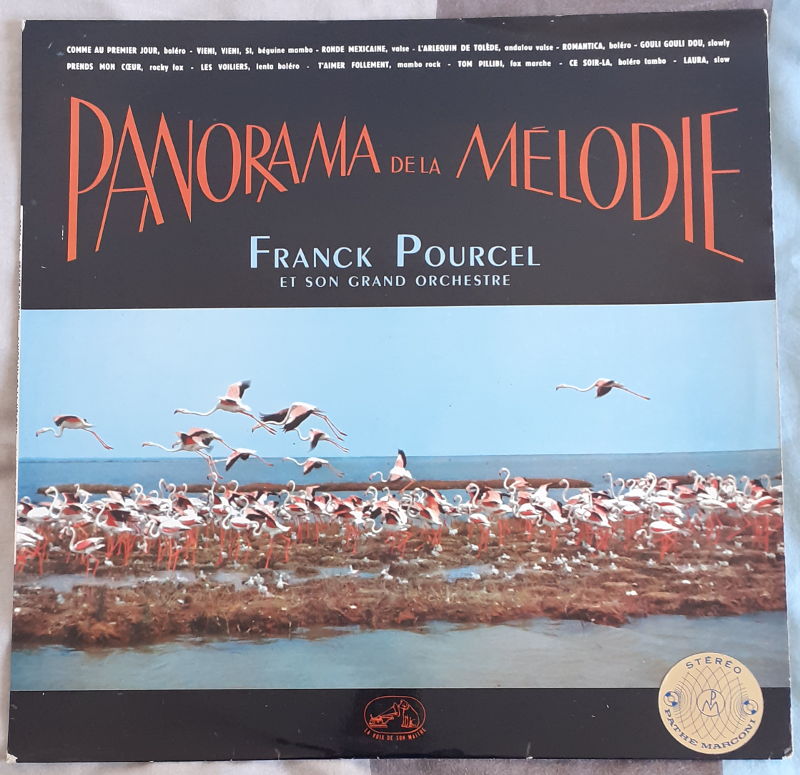 COMME AU PREMIER JOUR, boléro - VIENI, VIENI, SI, béguine mambo - RONDE MEXICAINE, valse - L'ARLEQUIN DE TOLÈDE, andalou valse - ROMANTICA, boléro - GOULI GOULI DOU, slowly
PRENDS MON CŒUR, rocky fox - LES VOILIERS, lento boléro - T'AIMER FOLLEMENT, mambo rock - TOM PILLIBI, fox marche - CE SOIR-LA, boléro tambo - LAURA, slow
PANORAMA DE LA MÉLODIE
FRANCK POURCEL
ET SON GRAND ORCHESTRE
LA VOIX DE SON MAITRE
STÉRÉO
PM
PATHE MARCONI